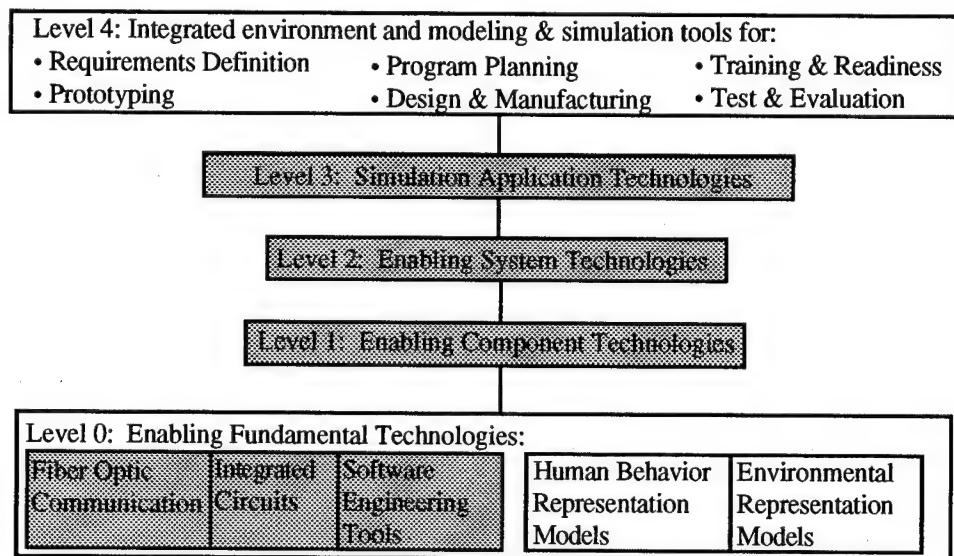 Level 4: Integrated environment and modeling & simulation tools for:
• Requirements Definition • Program Planning • Training & Readiness
• Prototyping • Design & Manufacturing • Test & Evaluation
Level 3: Simulation Application Technologies
Level 2: Enabling System Technologies
Level 1: Enabling Component Technologies
Level 0: Enabling Fundamental Technologies:
Fiber Optic
Communication
Integrated
Circuits
Software
Engineering
Tools
Human Behavior
Representation
Models
Environmental
Representation
Models